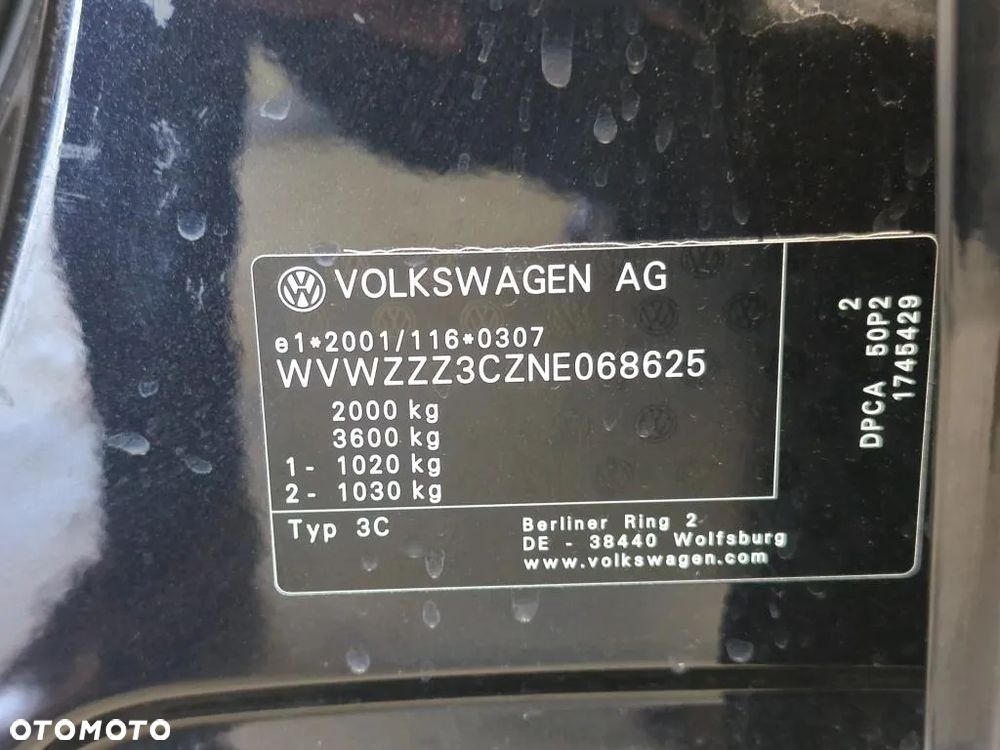 VOLKSWAGEN AG
e1*2001/116*0307
WVWZZZ3CZNE068625
2000 kg
3600 kg
1- 1020 kg
2- 1030 kg
Typ 3C
Berliner Ring 2
DE - 38440 Wolfsburg
www.volkswagen.com
2
DPCA 50P2
1745429
OTOMOTO